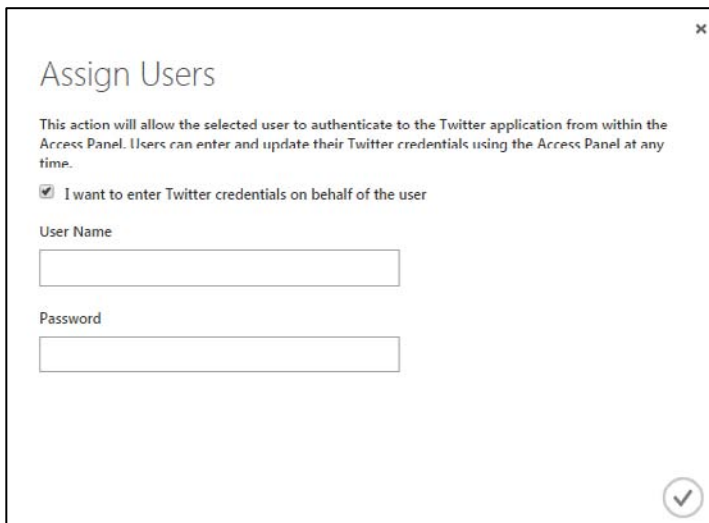 Assign Users
This action will allow the selected user to authenticate to the Twitter application from within the
Access Panel. Users can enter and update their Twitter credentials using the Access Panel at any
time.
I want to enter Twitter credentials on behalf of the user
User Name
Password